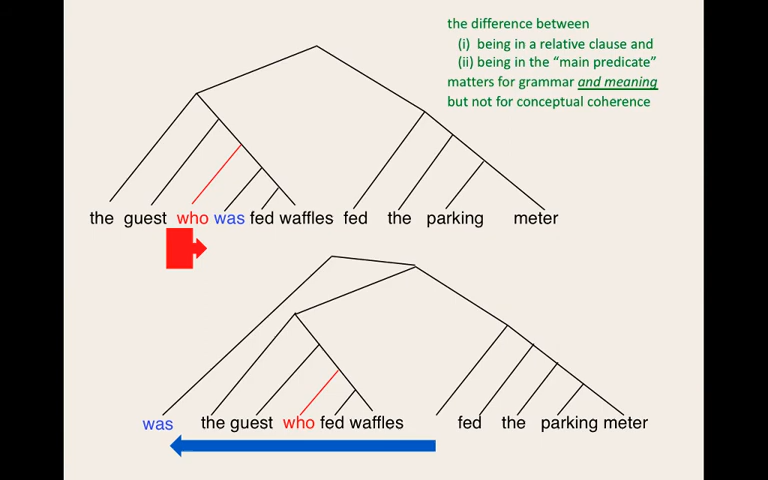 the difference between
(i) being in a relative clause and
(ii) being in the "main predicate"
matters for grammar and meaning
but not for conceptual coherence
the guest who was fed waffles fed the parking meter
was the guest who fed waffles fed the parking meter